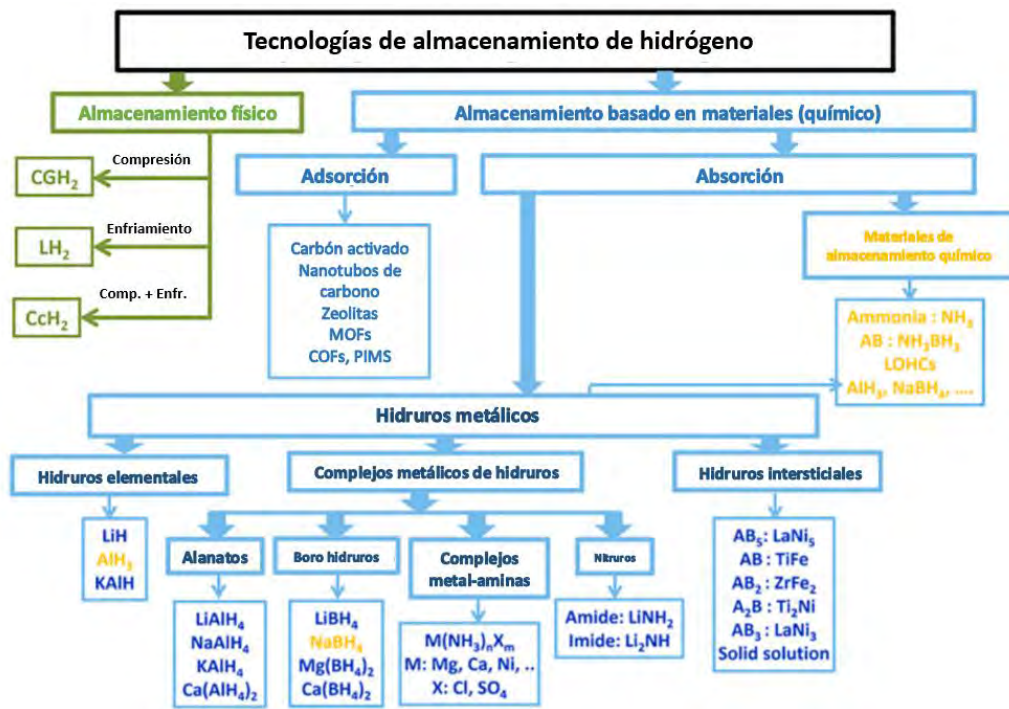 Tecnologías de almacenamiento de hidrógeno
Almacenamiento físico
Compresión
CGH₂
Enfriamiento
LH₂
Comp. + Enfr.
CcH₂
Almacenamiento basado en materiales (químico)
Adsorción
Carbón activado
Nanotubos de
carbono
Zeolitas
MOFs
COFs, PIMS
Absorción
Materiales de
almacenamiento químico
Ammonia : NH₃
AB : NH₃BH₃
LOHCs
AlH₃, NaBH₄, ....
Hidruros metálicos
Hidruros elementales
LiH
AlH₃
KAlH
Complejos metálicos de hidruros
Alanatos
LiAlH₄
NaAlH₄
KAlH₄
Ca(AlH₄)₂
Boro hidruros
LiBH₄
NaBH₄
Mg(BH₄)₂
Ca(BH₄)₂
Complejos
metal-aminas
M(NH₃)ₙXₘ
M: Mg, Ca, Ni, ..
X: Cl, SO₄
Nitruros
Amide: LiNH₂
Imide: Li₂NH
Hidruros intersticiales
AB₅: LaNi₅
AB : TiFe
AB₂ : ZrFe₂
A₂B : Ti₂Ni
AB₃ : LaNi₃
Solid solution